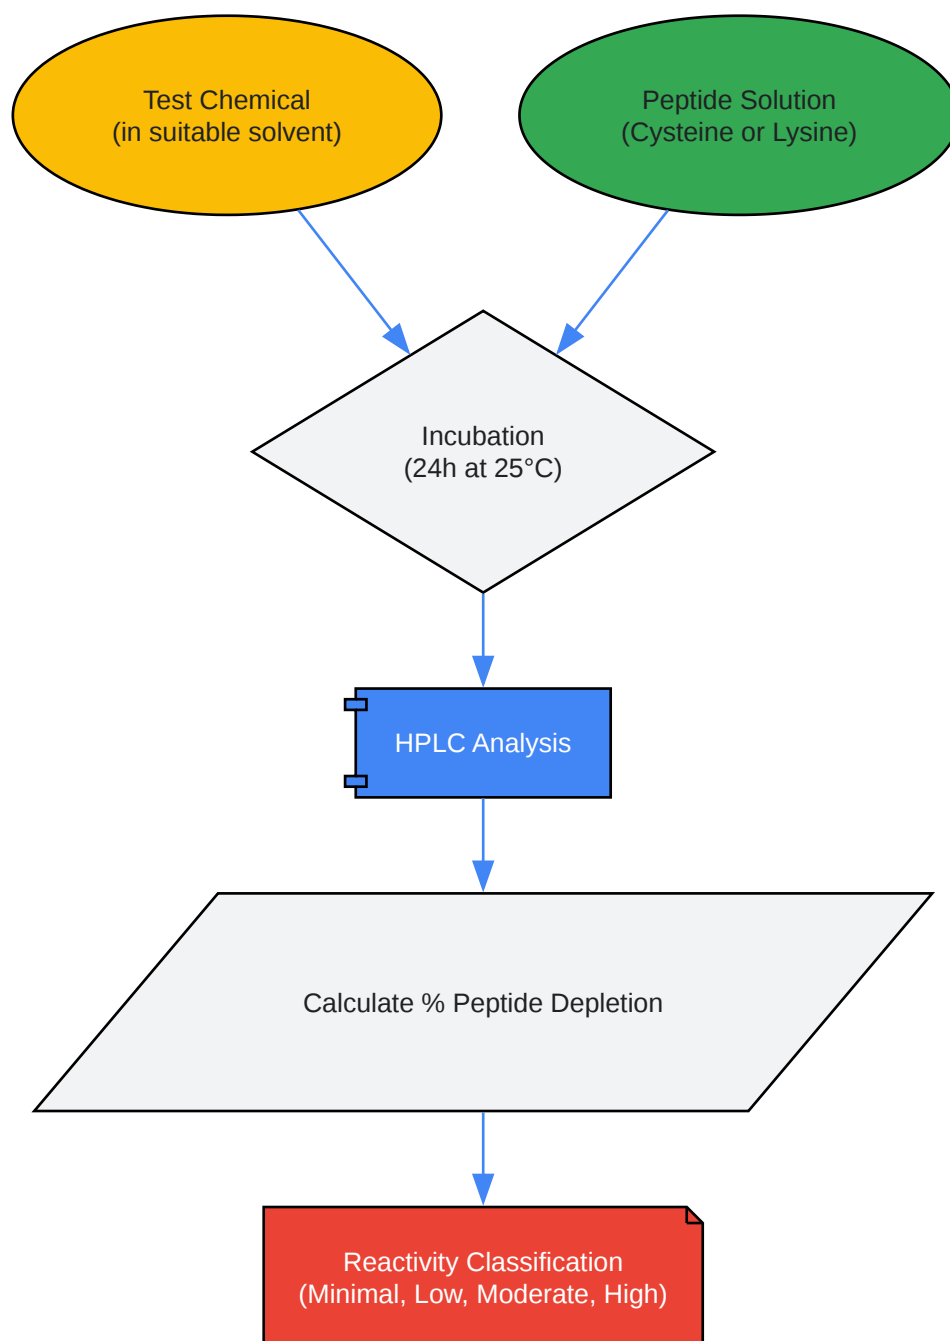 Test Chemical
(in suitable solvent)
Peptide Solution
(Cysteine or Lysine)
Incubation
(24h at 25°C)
HPLC Analysis
Calculate % Peptide Depletion
Reactivity Classification
(Minimal, Low, Moderate, High)